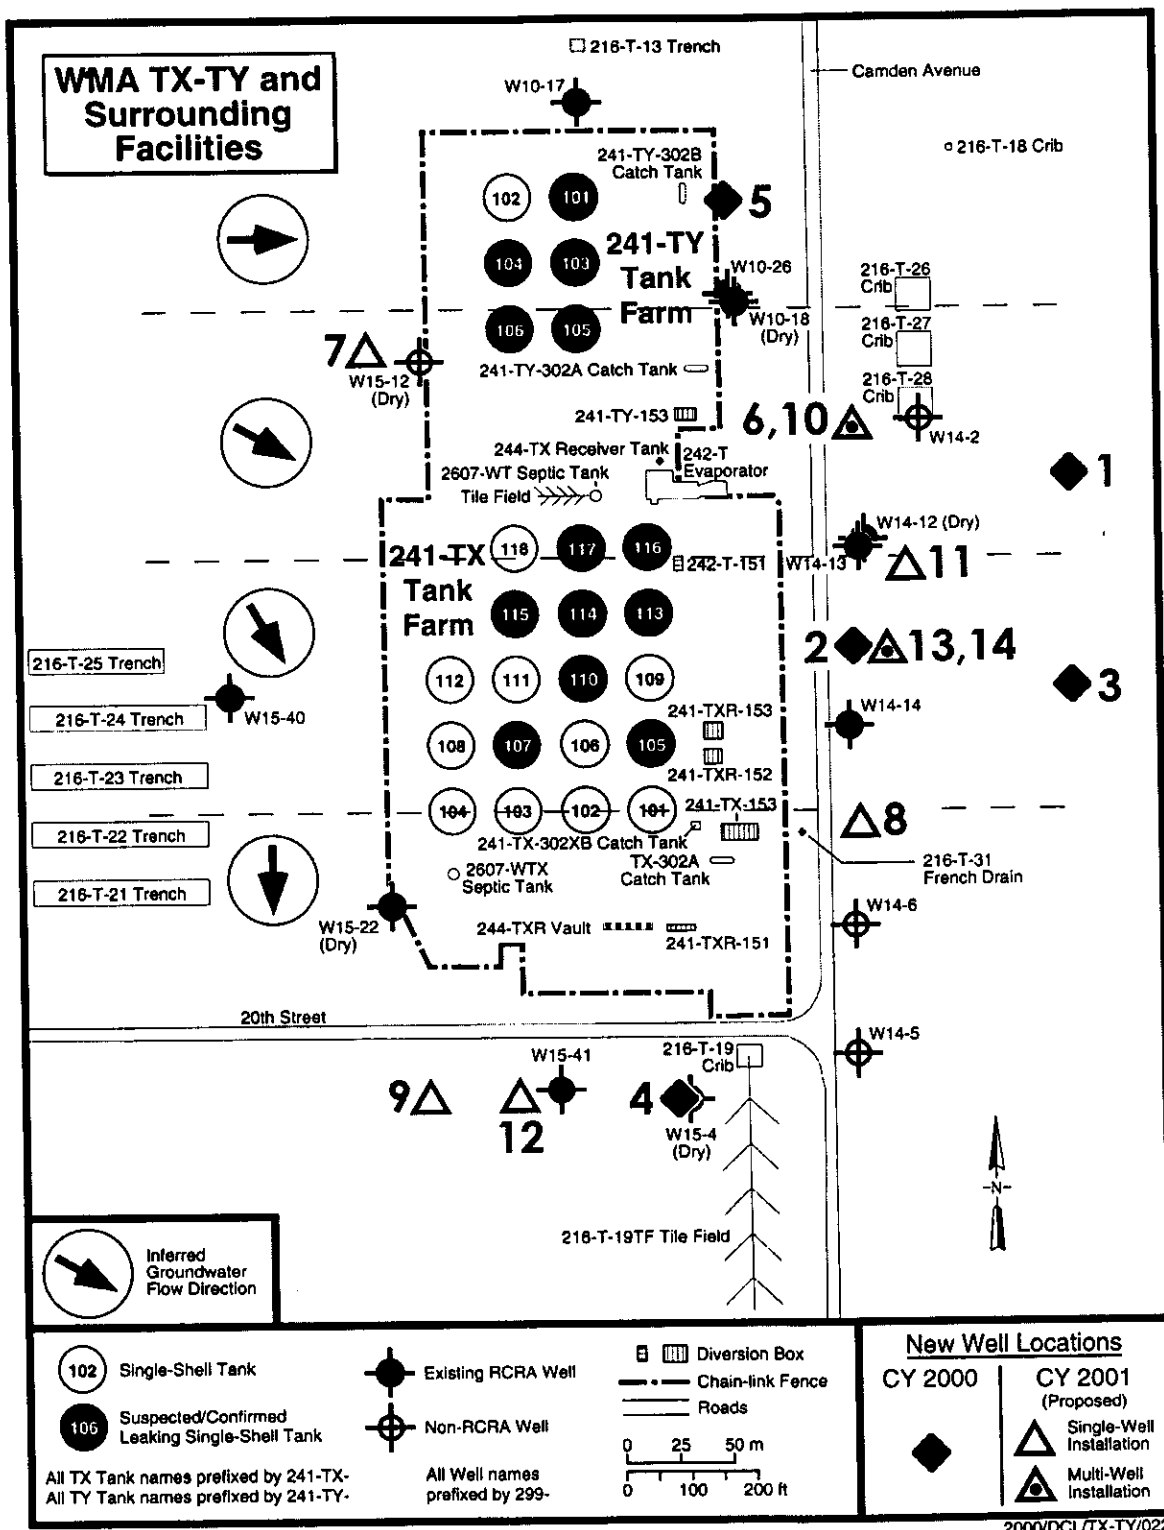 WMA TX-TY and
Surrounding
Facilities
216-T-13 Trench
Camden Avenue
W10-17
216-T-18 Crib
241-TY-302B
Catch Tank
102
101
5
241-TY
Tank
Farm
104
103
W10-26
216-T-26
Crib
W10-18
(Dry)
106
105
216-T-27
Crib
7
W15-12
(Dry)
241-TY-302A Catch Tank
216-T-28
Crib
241-TY-153
6,10
W14-2
244-TX Receiver Tank
242-T
Evaporator
2607-WT Septic Tank
Tile Field
1
W14-12 (Dry)
118
117
116
241-TX
Tank
Farm
242-T-151
W14-13
11
115
114
113
2
13,14
216-T-25 Trench
112
111
110
109
3
W15-40
216-T-24 Trench
241-TXR-153
W14-14
108
107
106
105
216-T-23 Trench
241-TXR-152
104
103
102
101
241-TX-153
8
216-T-22 Trench
241-TX-302XB Catch Tank
TX-302A
Catch Tank
216-T-31
French Drain
2607-WTX
Septic Tank
216-T-21 Trench
W15-22
(Dry)
W14-6
244-TXR Vault
241-TXR-151
20th Street
W14-5
W15-41
216-T-19
Crib
9
12
4
W15-4
(Dry)
N
216-T-19TF Tile Field
Inferred
Groundwater
Flow Direction
102 Single-Shell Tank
106 Suspected/Confirmed
Leaking Single-Shell Tank
All TX Tank names prefixed by 241-TX-
All TY Tank names prefixed by 241-TY-
Existing RCRA Well
Non-RCRA Well
All Well names
prefixed by 299-
Diversion Box
Chain-link Fence
Roads
0 25 50 m
0 100 200 ft
New Well Locations
CY 2000
CY 2001
(Proposed)
Single-Well
Installation
Multi-Well
Installation